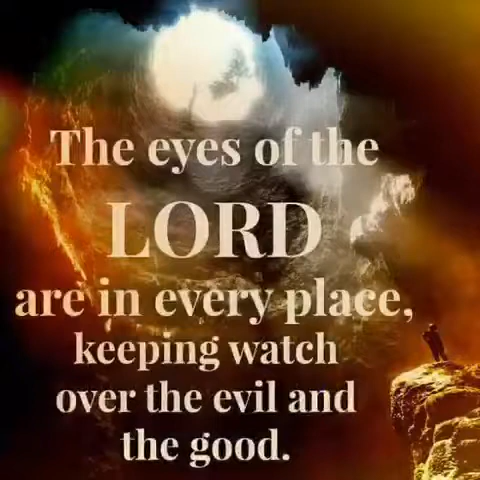 The eyes of the
LORD
are in every place,
keeping watch
over the evil and
the good.